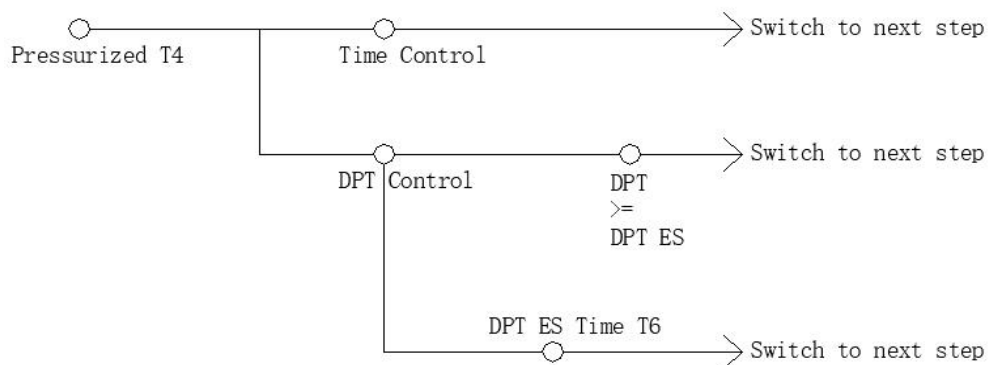 Switch to next step
Pressurized T4
Time Control
Switch to next step
DPT Control
DPT
>=
DPT ES
DPT ES Time T6
Switch to next step